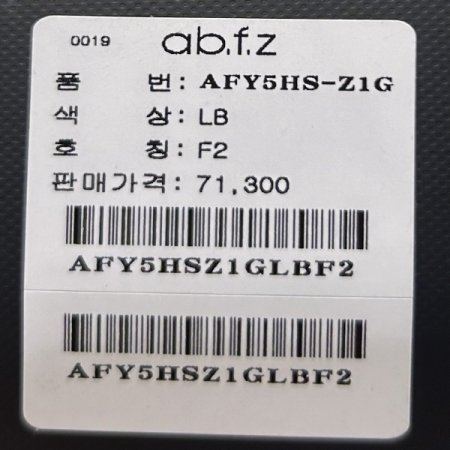 0019 ab.f.z
품 번: AFY5HS-Z1G
색 상: LB
호 칭: F2
판매가격: 71,300
AFY5HSZ1GLBF2
AFY5HSZ1GLBF2